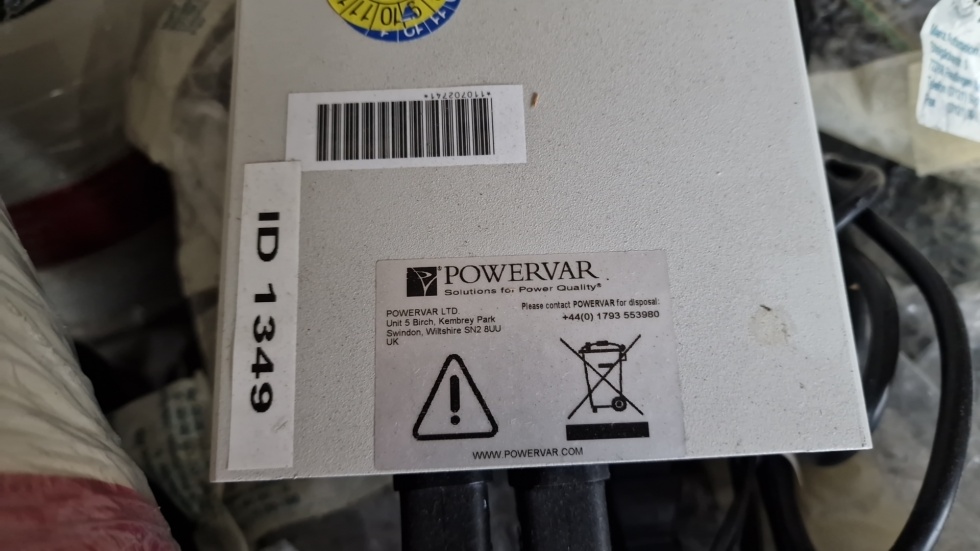 *110702741*
ID 1349
POWERVAR
Solutions for Power Quality®
POWERVAR LTD.
Unit 5 Birch, Kembrey Park
Swindon, Wiltshire SN2 8UU
UK
Please contact POWERVAR for disposal:
+44(0) 1793 553980
WWW.POWERVAR.COM